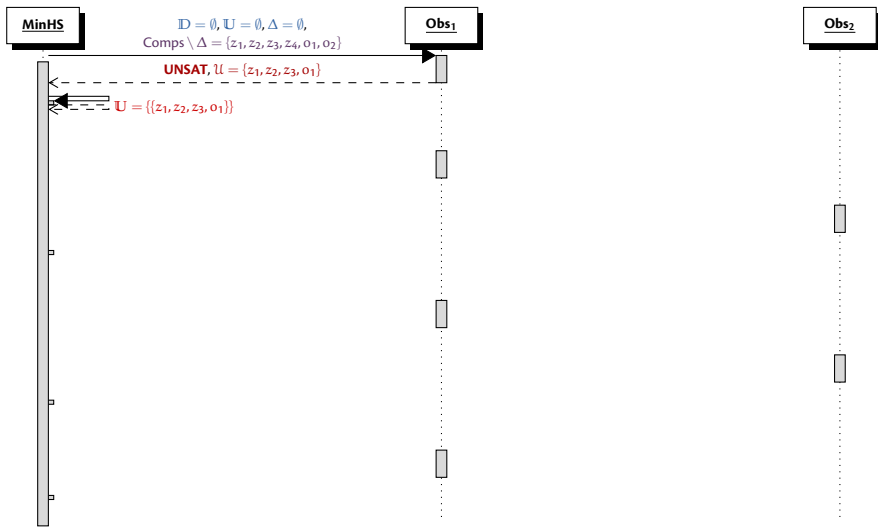 MinHS
Obs₁
Obs₂
𝔻 = ∅, 𝕌 = ∅, Δ = ∅,
Comps \ Δ = {z₁, z₂, z₃, z₄, o₁, o₂}
UNSAT, 𝒰 = {z₁, z₂, z₃, o₁}
𝕌 = {{z₁, z₂, z₃, o₁}}